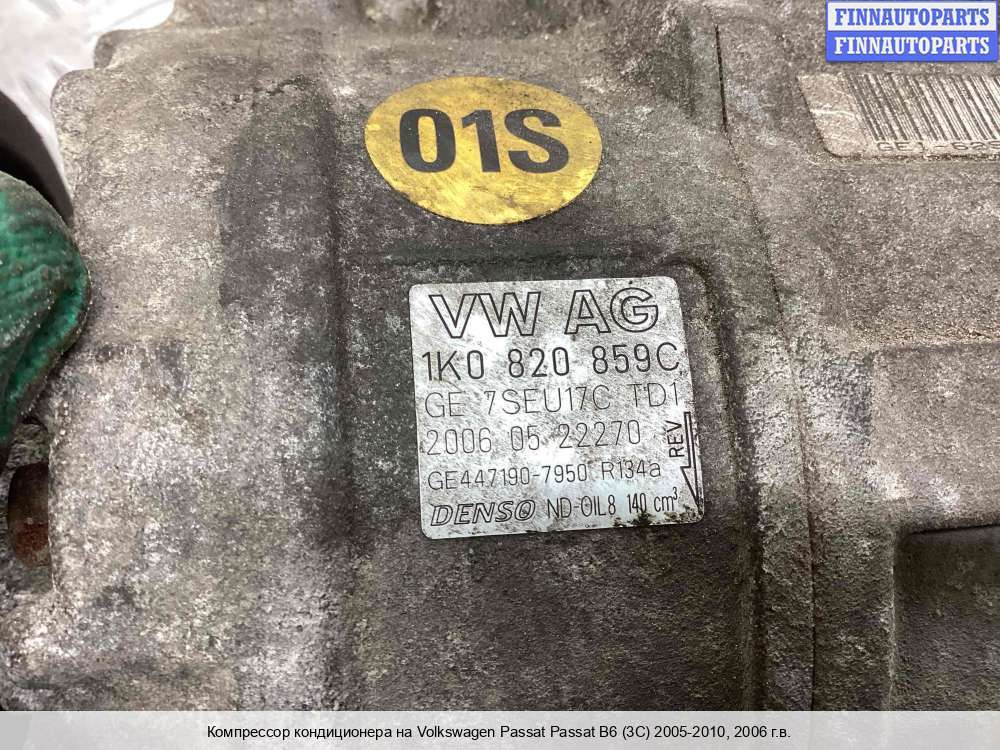 FINNAUTOPARTS
FINNAUTOPARTS
01S
VW AG
1K0 820 859C
GE 7SEU17C TD1
2006 05 22270
REV
GE447190-7950 R134a
DENSO ND-OIL8 140 cm³
Компрессор кондиционера на Volkswagen Passat Passat B6 (3C) 2005-2010, 2006 г.в.